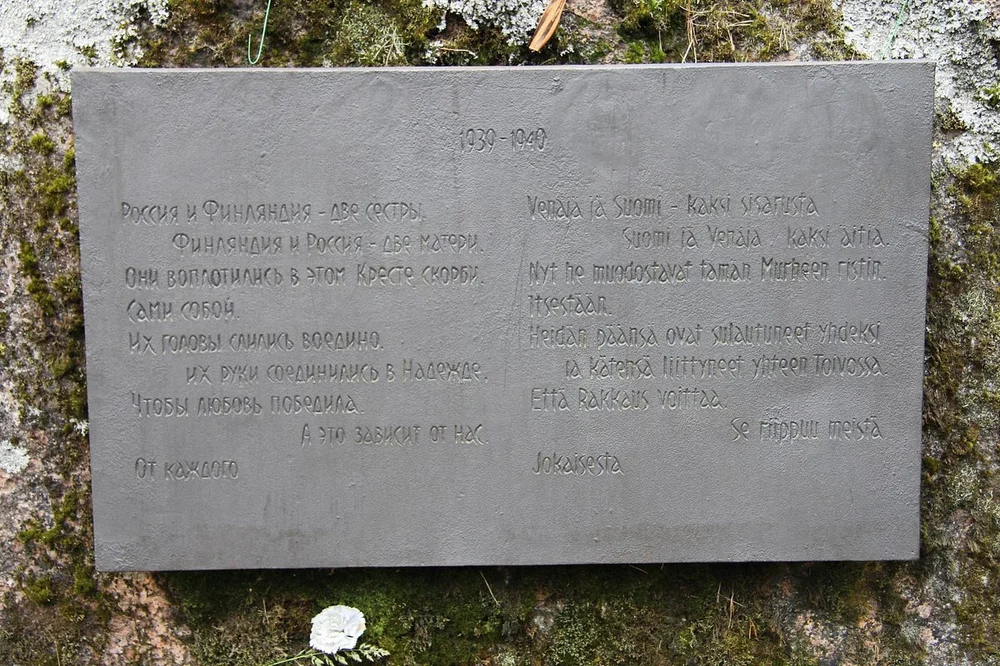 1939-1940
Россия и Финляндия - две сестры.
Финляндия и Россия - две матери.
Они воплотились в этом Кресте скорби.
Сами собой.
Их головы слились воедино.
их руки соединились в Надежде.
Чтобы любовь победила.
А это зависит от нас.
От каждого
Venäjä jä Suomi - kaksi sisarusta
Suomi jä Venäjä , kaksi äitiä.
Nyt he muodostavat tämän Murheen ristin.
Itsestään.
Heidän päänsä ovat sulautuneet yhdeksi
ja kätensä liittyneet yhteen Toivossa.
Että Rakkaus voittaa.
Se riippuu meistä
Jokaisesta